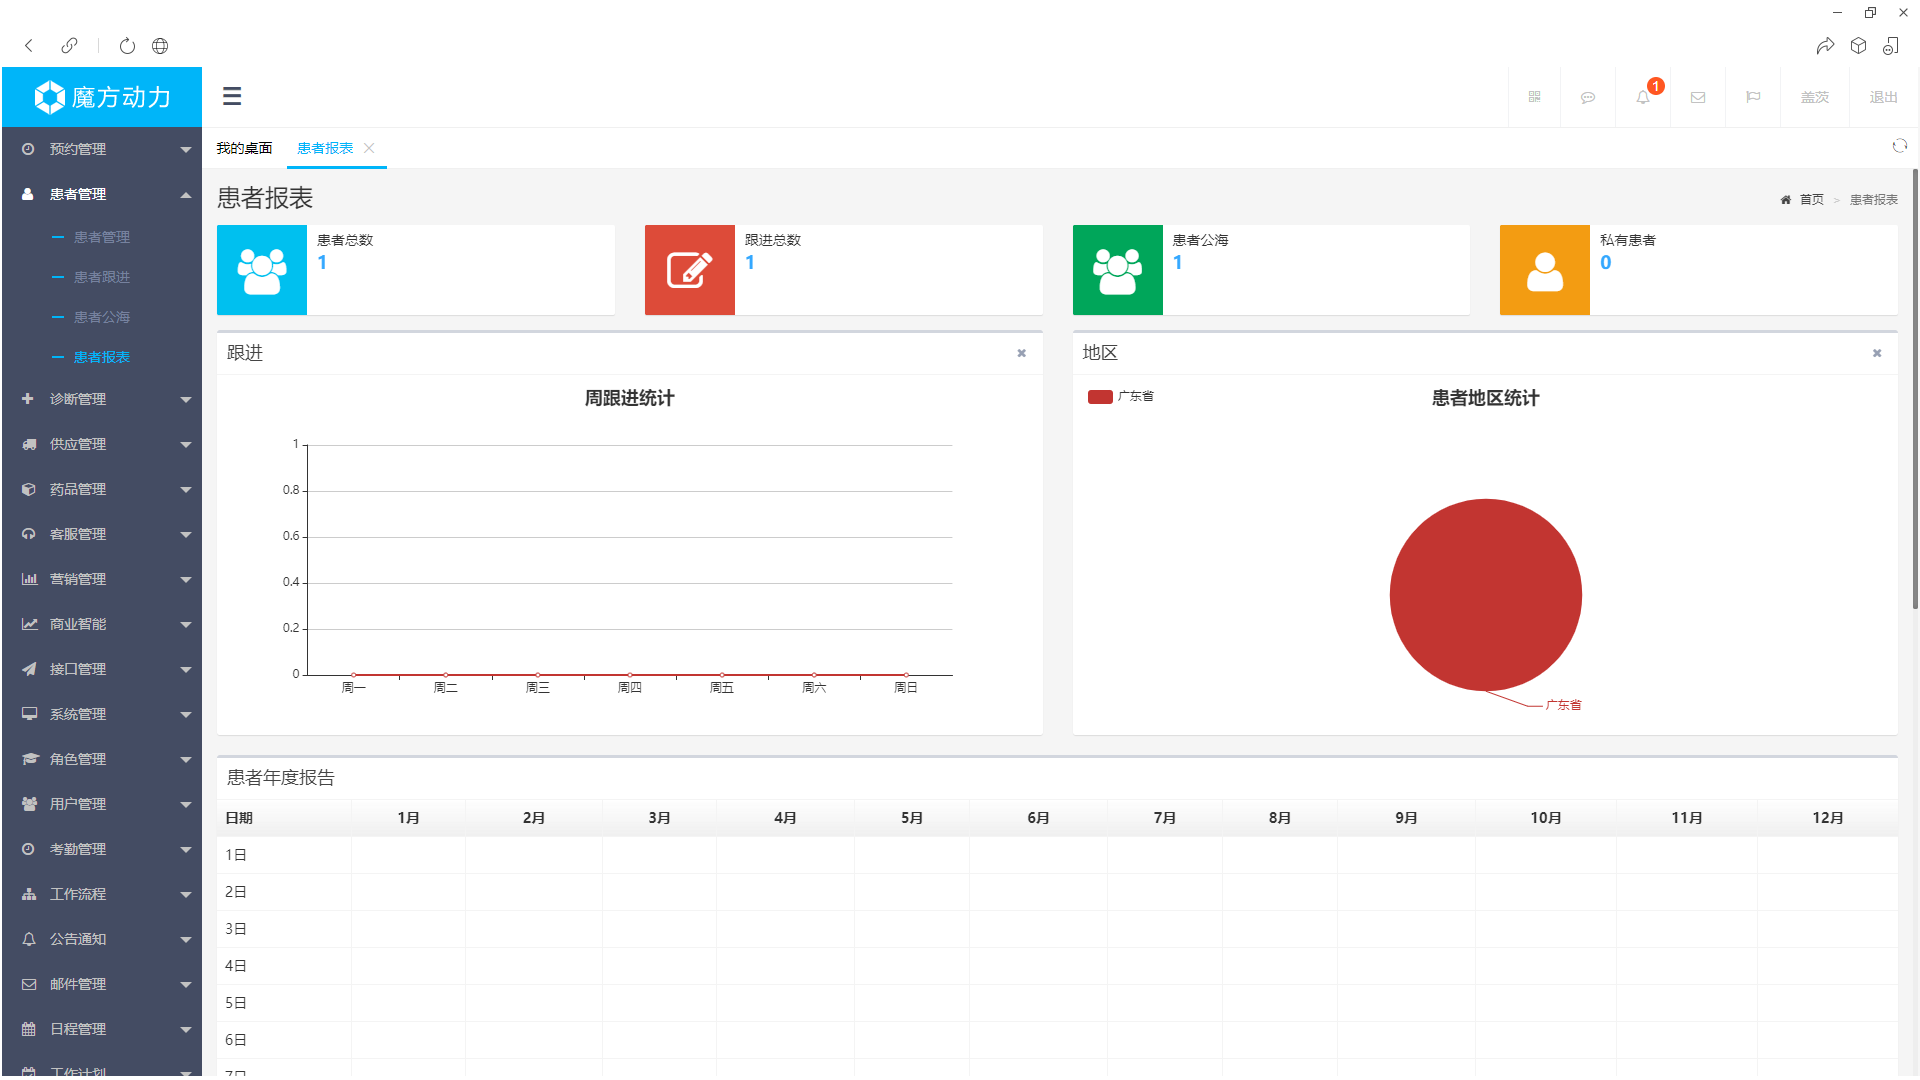 魔方动力
1
盖茨
退出
我的桌面
患者报表
预约管理
患者管理
患者管理
患者跟进
患者公海
患者报表
诊断管理
供应管理
药品管理
客服管理
营销管理
商业智能
接口管理
系统管理
角色管理
用户管理
考勤管理
工作流程
公告通知
邮件管理
日程管理
工作计划
患者报表
首页 > 患者报表
患者总数
1
跟进总数
1
患者公海
1
私有患者
0
跟进
周跟进统计
1
0.8
0.6
0.4
0.2
0
周一 周二 周三 周四 周五 周六 周日
地区
广东省
患者地区统计
广东省
患者年度报告
日期 1月 2月 3月 4月 5月 6月 7月 8月 9月 10月 11月 12月
1日
2日
3日
4日
5日
6日
7日